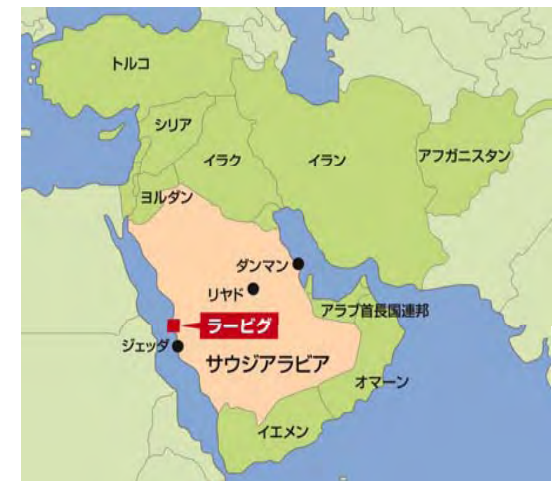 トルコ
シリア
イラク
イラン
アフガニスタン
ヨルダン
ダンマン
リヤド
アラブ首長国連邦
ラービグ
ジェッダ
サウジアラビア
オマーン
イエメン